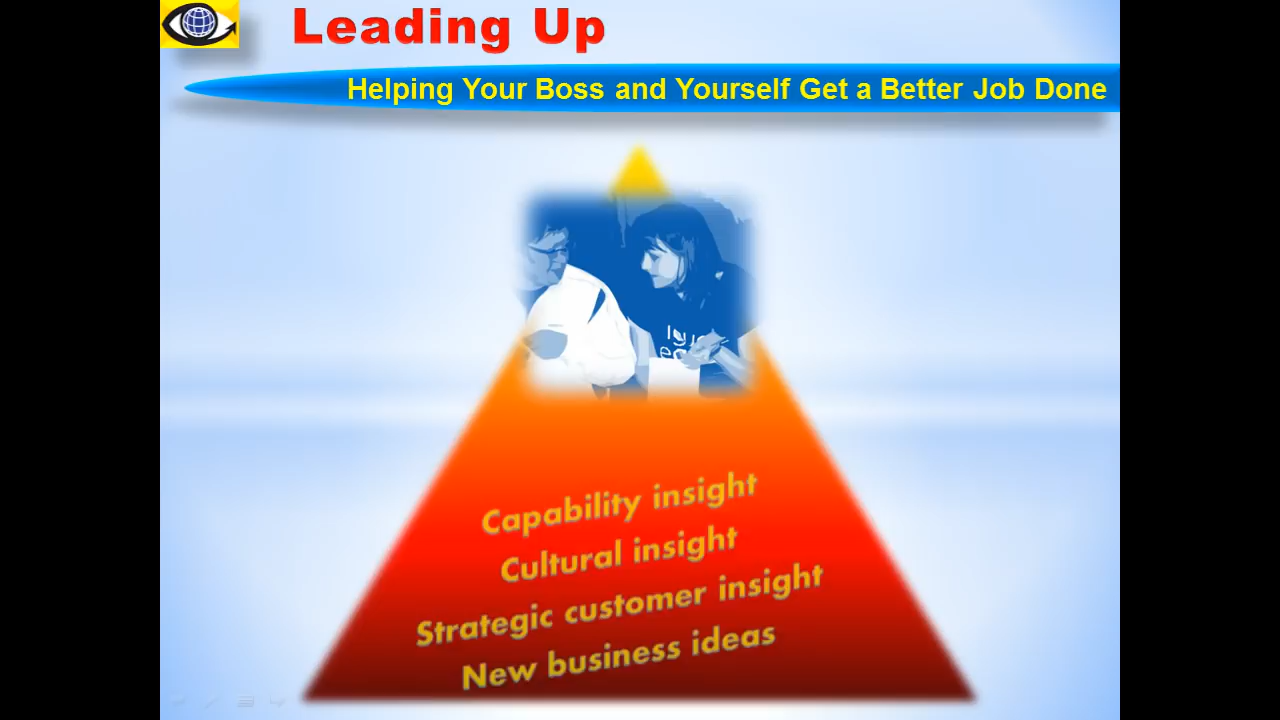 Leading Up
Helping Your Boss and Yourself Get a Better Job Done
Capability insight
Cultural insight
Strategic customer insight
New business ideas